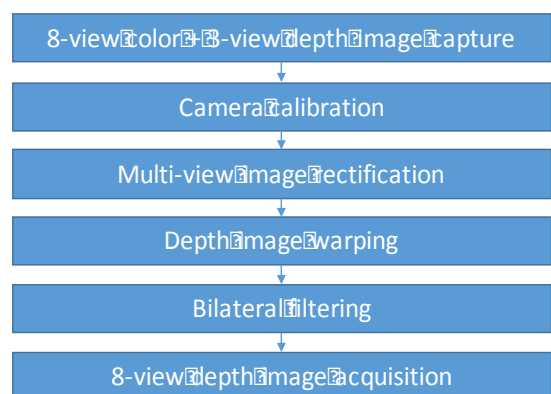 8-view color + 3-view depth image capture
Camera calibration
Multi-view image rectification
Depth image warping
Bilateral filtering
8-view depth image acquisition